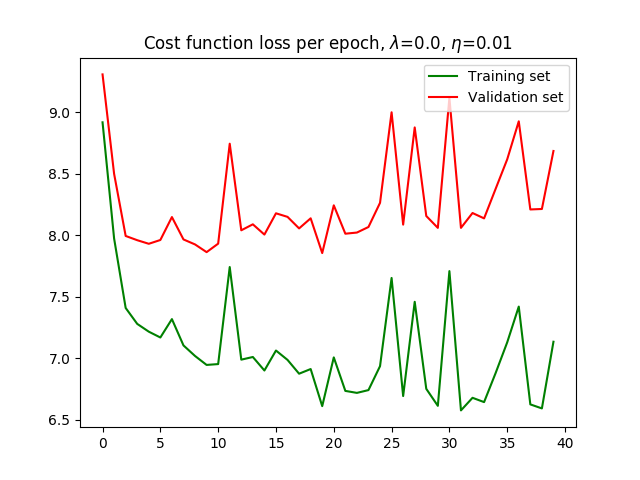 Cost function loss per epoch, λ=0.0, η=0.01
Training set
Validation set
9.0
8.5
8.0
7.5
7.0
6.5
0 5 10 15 20 25 30 35 40